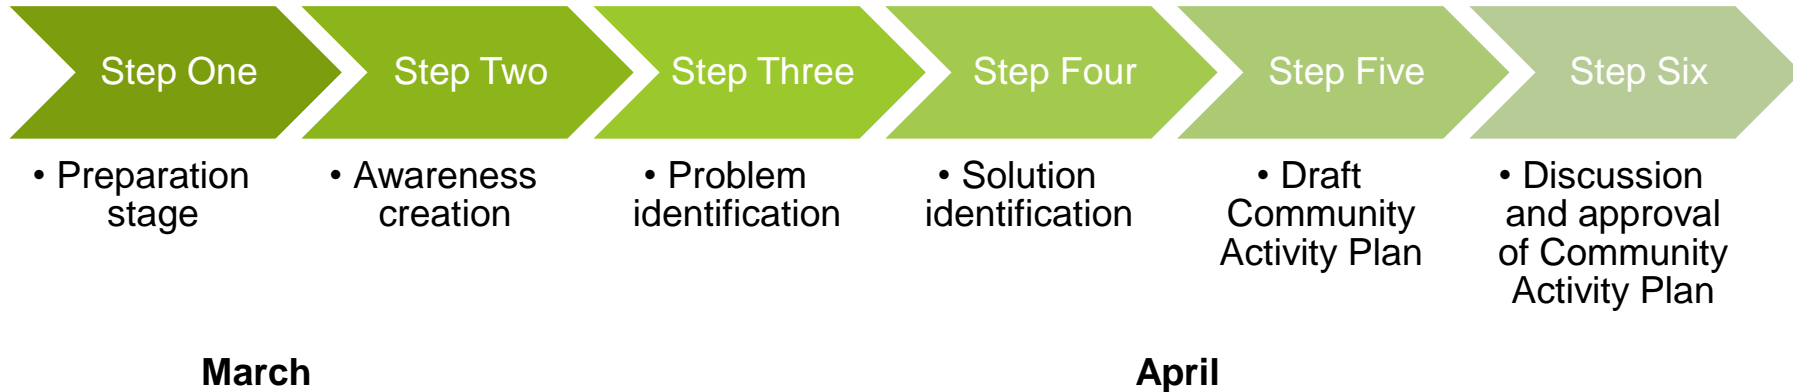 Step One
Step Two
Step Three
Step Four
Step Five
Step Six
• Preparation
stage
• Awareness
creation
• Problem
identification
• Solution
identification
• Draft
Community
Activity Plan
• Discussion
and approval
of Community
Activity Plan
March
April